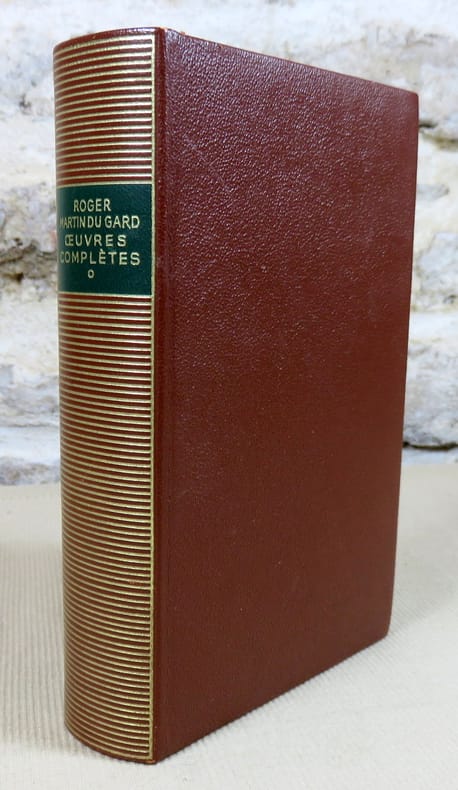 ROGER
MARTIN DU GARD
ŒUVRES
COMPLÈTES
O